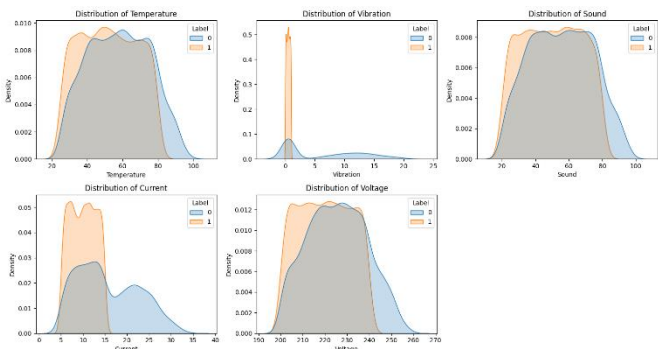 Distribution of Temperature
Distribution of Vibration
Distribution of Sound
0.010
0.008
0.006
0.004
0.002
0.000
Density
Label
0
1
20 40 60 80 100
Temperature
0.5
0.4
0.3
0.2
0.1
0.0
Density
Label
0
1
0 5 10 15 20 25
Vibration
0.008
0.006
0.004
0.002
0.000
Density
Label
0
1
20 40 60 80 100
Sound
Distribution of Current
Distribution of Voltage
0.05
0.04
0.03
0.02
0.01
0.00
Density
Label
0
1
0 5 10 15 20 25 30 35 40
Current
0.012
0.010
0.008
0.006
0.004
0.002
0.000
Density
Label
0
1
190 200 210 220 230 240 250 260 270
Voltage